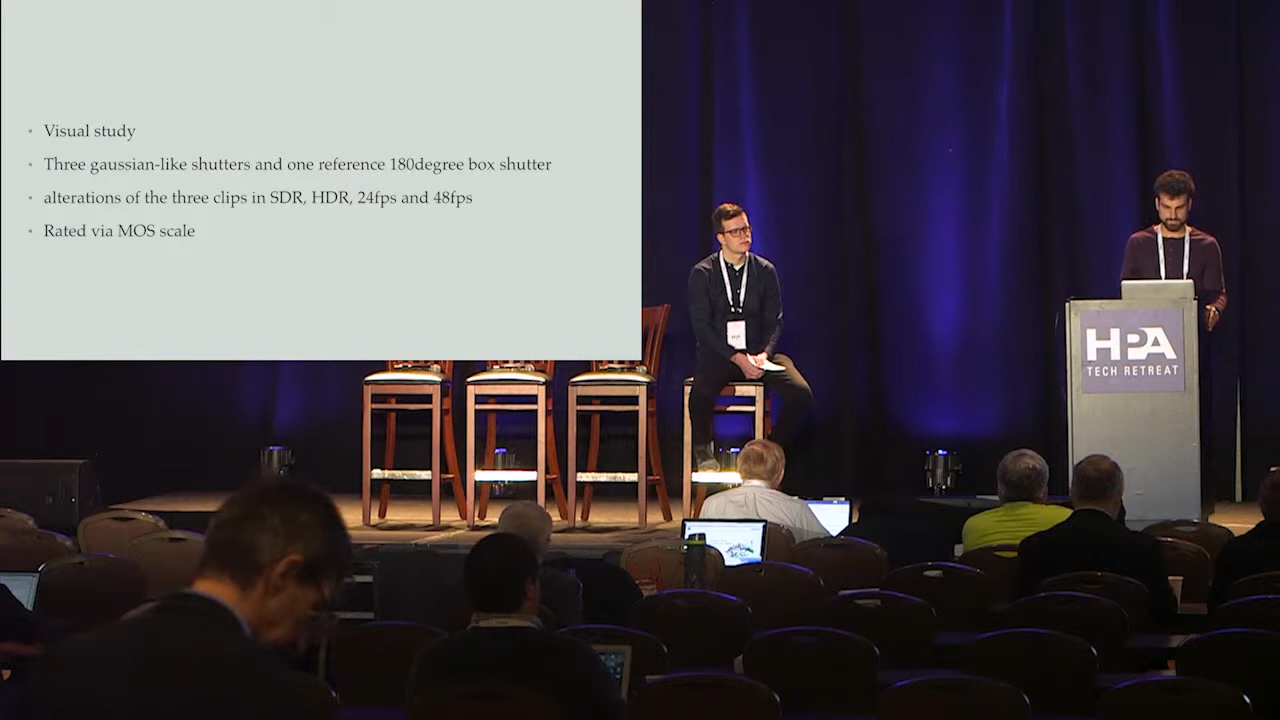 Visual study
Three gaussian-like shutters and one reference 180degree box shutter
alterations of the three clips in SDR, HDR, 24fps and 48fps
Rated via MOS scale
HPA
TECH RETREAT